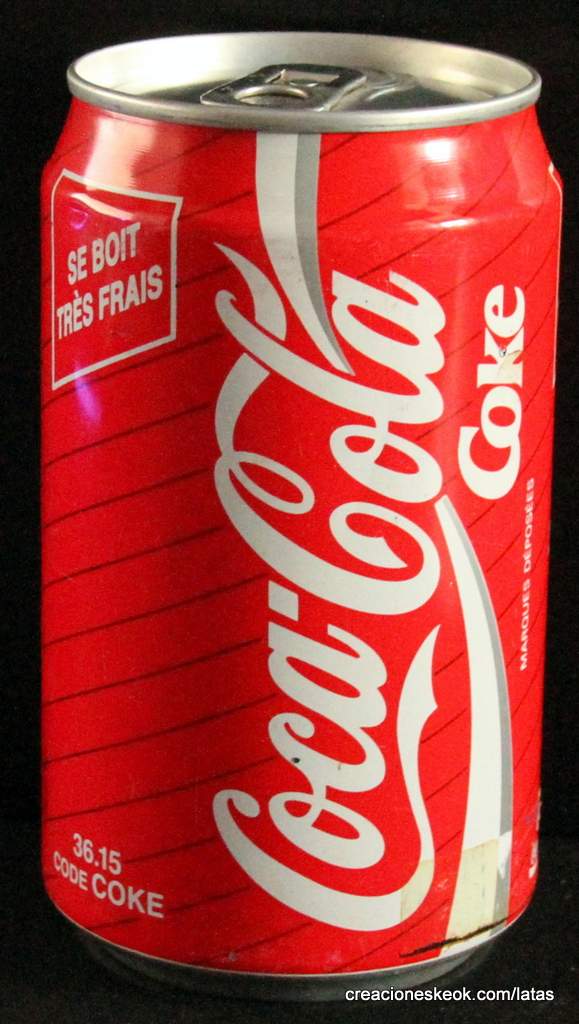 SE BOIT
TRÈS FRAIS
Coca-Cola
Coke
MARQUES DÉPOSÉES
36.15
CODE COKE
creacioneskeok.com/latas